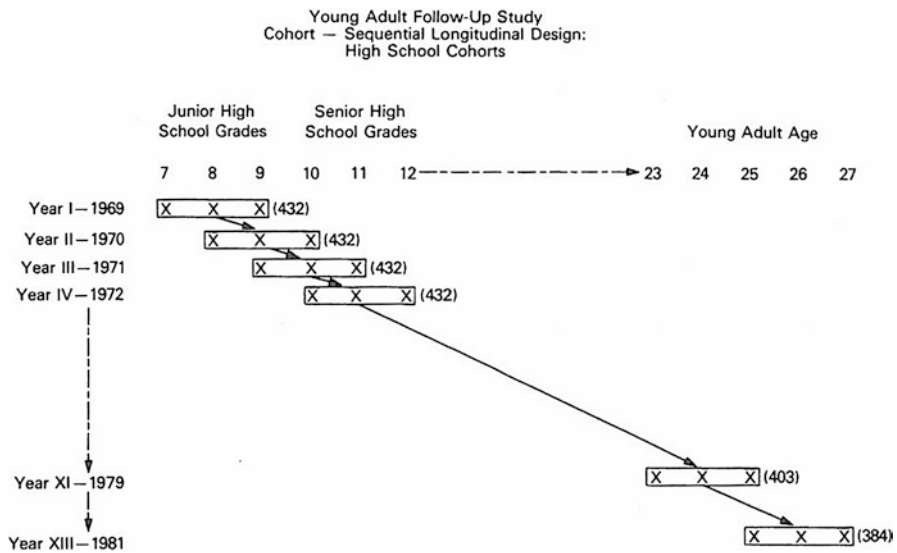 Young Adult Follow-Up Study
Cohort — Sequential Longitudinal Design:
High School Cohorts
Junior High School Grades
Senior High School Grades
Young Adult Age
7 8 9 10 11 12 23 24 25 26 27
Year I—1969 X X X (432)
Year II—1970 X X X (432)
Year III—1971 X X X (432)
Year IV—1972 X X X (432)
Year XI—1979 X X X (403)
Year XIII—1981 X X X (384)